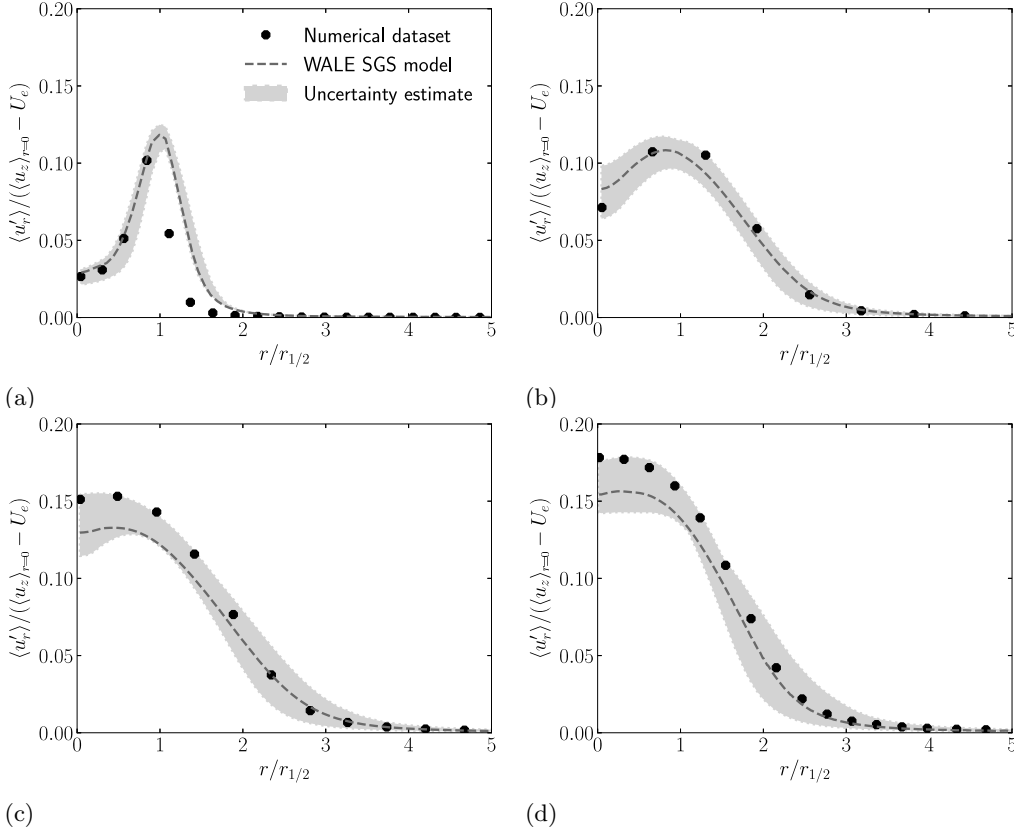 0.20
0.15
0.10
0.05
0.00
⟨u′r⟩/(⟨uz⟩r=0 − Ue)
Numerical dataset
WALE SGS model
Uncertainty estimate
0 1 2 3 4 5
r/r1/2
(a)
0.20
0.15
0.10
0.05
0.00
⟨u′r⟩/(⟨uz⟩r=0 − Ue)
0 1 2 3 4 5
r/r1/2
(b)
0.20
0.15
0.10
0.05
0.00
⟨u′r⟩/(⟨uz⟩r=0 − Ue)
0 1 2 3 4 5
r/r1/2
(c)
0.20
0.15
0.10
0.05
0.00
⟨u′r⟩/(⟨uz⟩r=0 − Ue)
0 1 2 3 4 5
r/r1/2
(d)